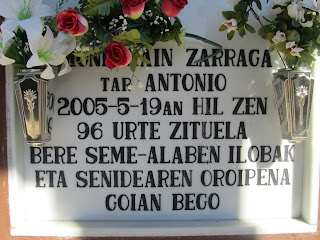 ZARRAGA
TAR ANTONIO
2005-5-19AN HIL ZEN
96 URTE ZITUELA
BERE SEME-ALABEN ILOBAK
ETA SENIDEAREN OROIPENA
GOIAN BEGO